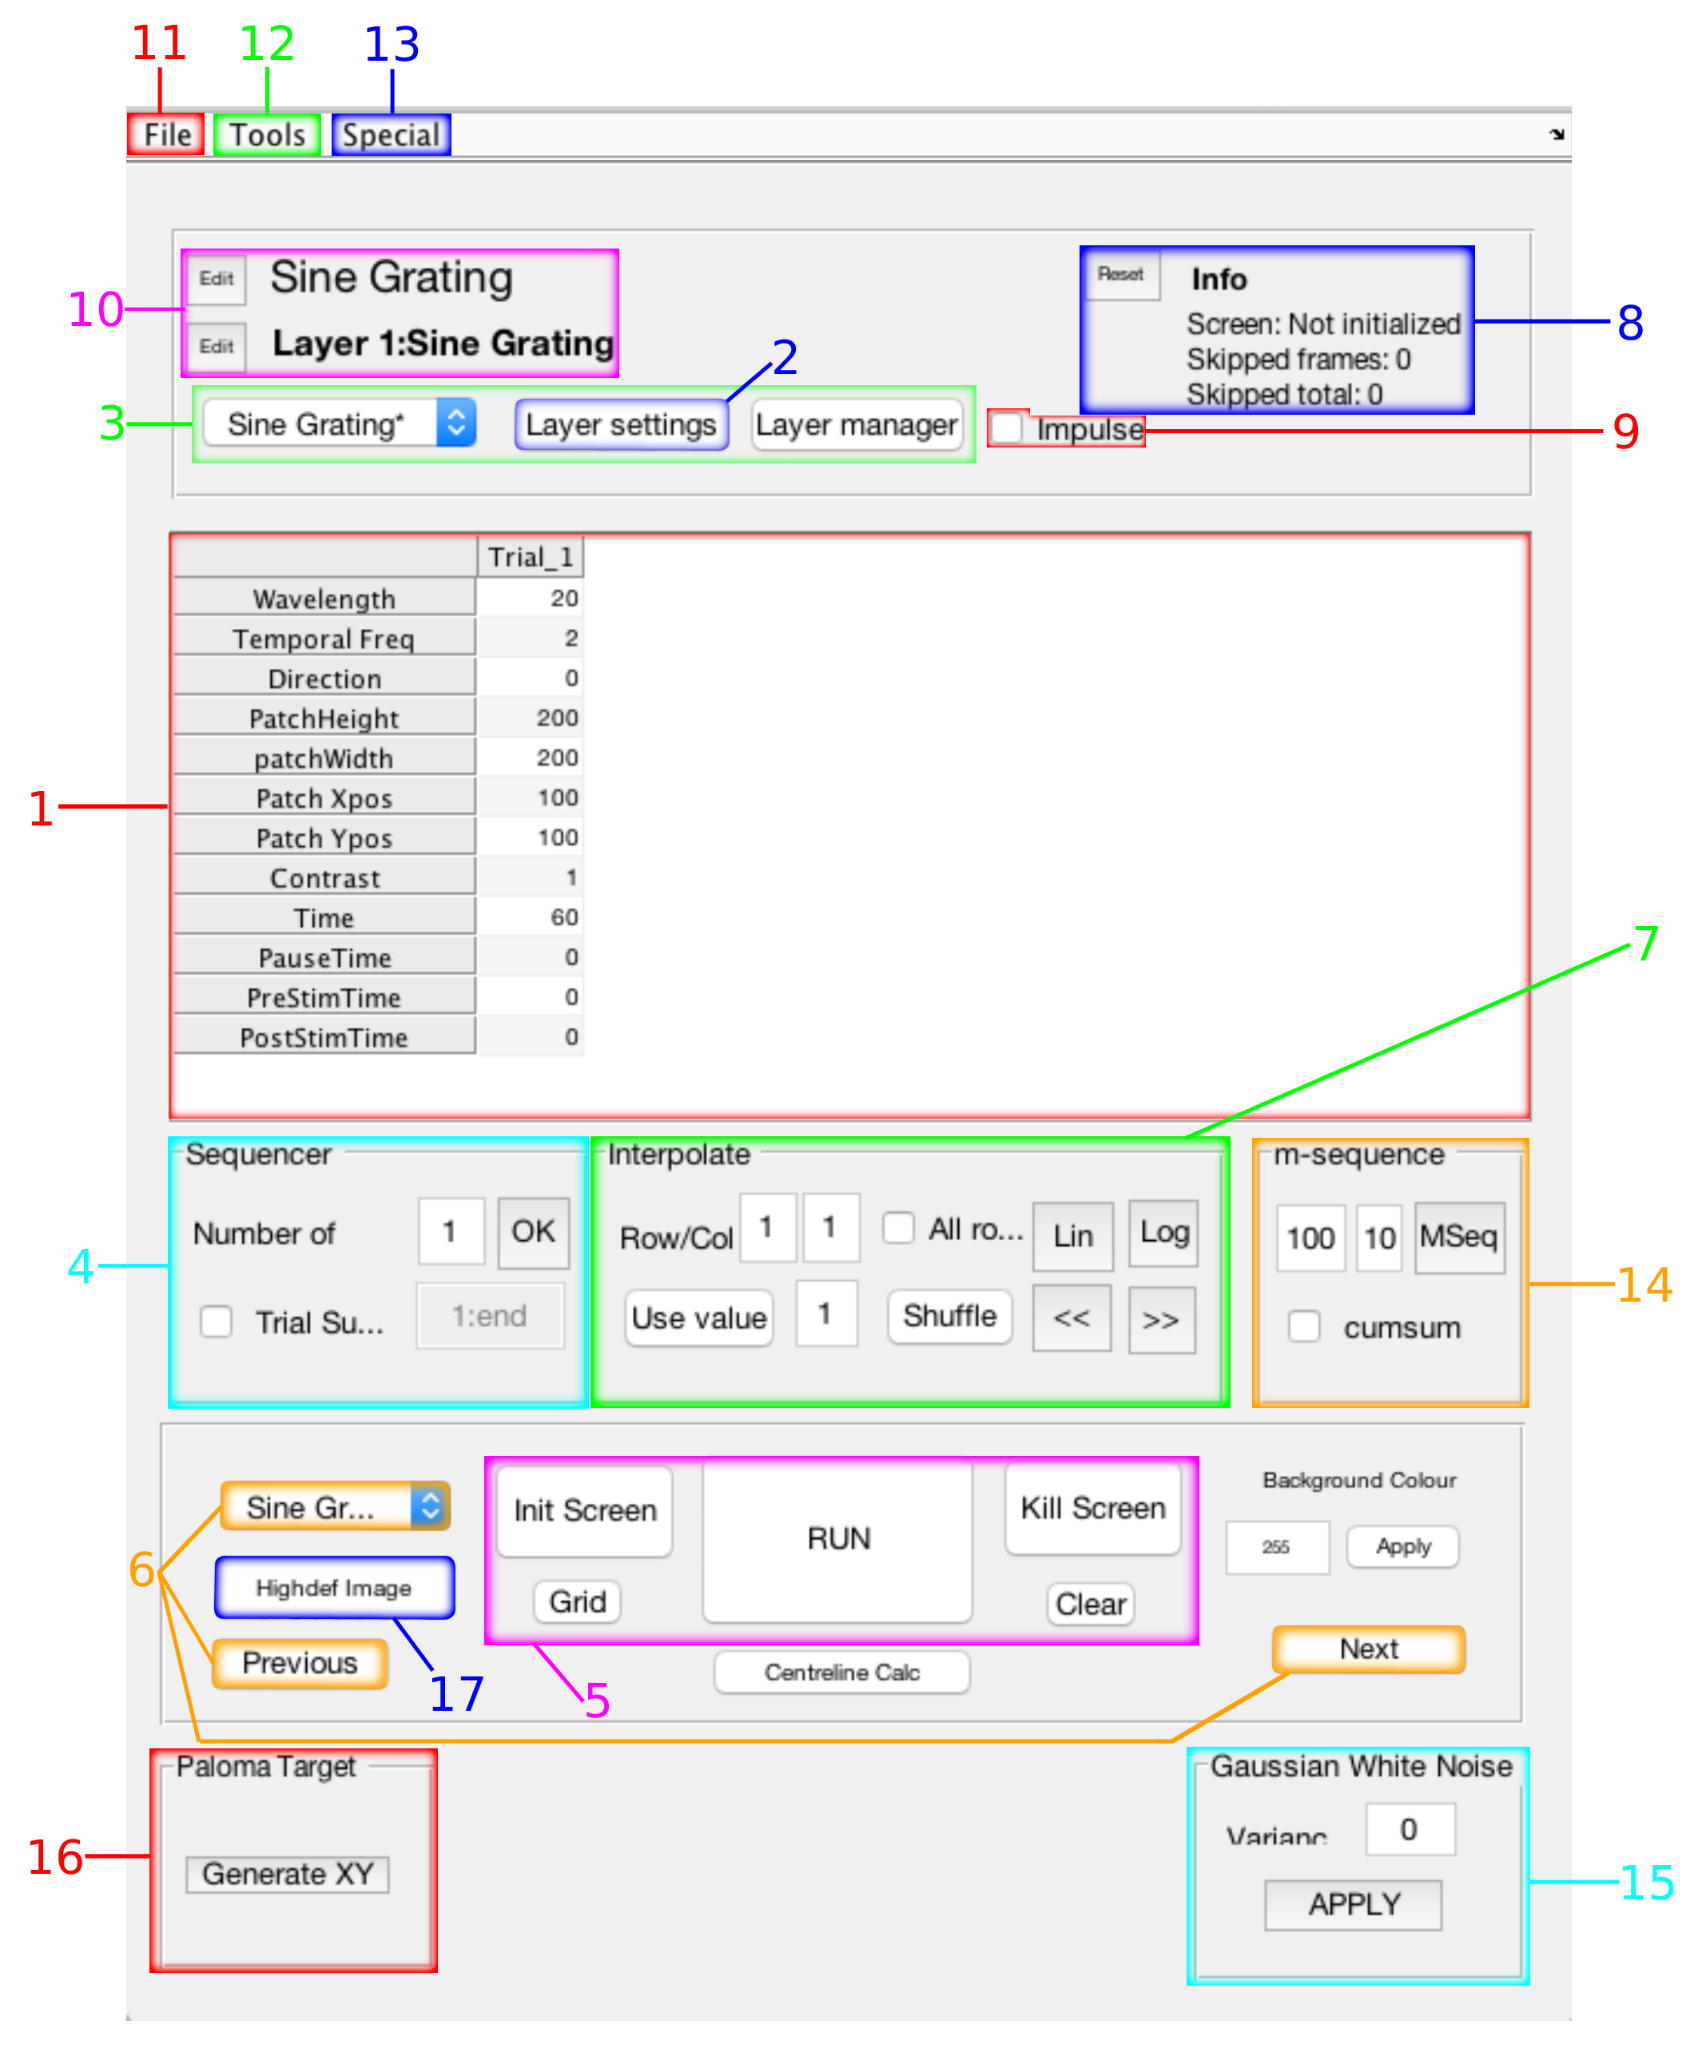 11 12 13
File Tools Special
Edit Sine Grating
10
Edit Layer 1:Sine Grating
Reset Info
Screen: Not initialized
Skipped frames: 0
Skipped total: 0
8
2
3 Sine Grating* Layer settings Layer manager Impulse 9
Trial_1
Wavelength 20
Temporal Freq 2
Direction 0
PatchHeight 200
patchWidth 200
1
Patch Xpos 100
Patch Ypos 100
Contrast 1
Time 60
7
PauseTime 0
PreStimTime 0
PostStimTime 0
Sequencer
Number of 1 OK
4
Trial Su... 1:end
Interpolate
Row/Col 1 1 All ro... Lin Log
Use value 1 Shuffle << >>
m-sequence
100 10 MSeq
14
cumsum
6
Sine Gr...
Highdef Image
Previous
17
Init Screen RUN Kill Screen
Grid Clear
5
Centreline Calc
Background Colour
255 Apply
Next
Paloma Target
16
Generate XY
Gaussian White Noise
Varianc 0
15
APPLY